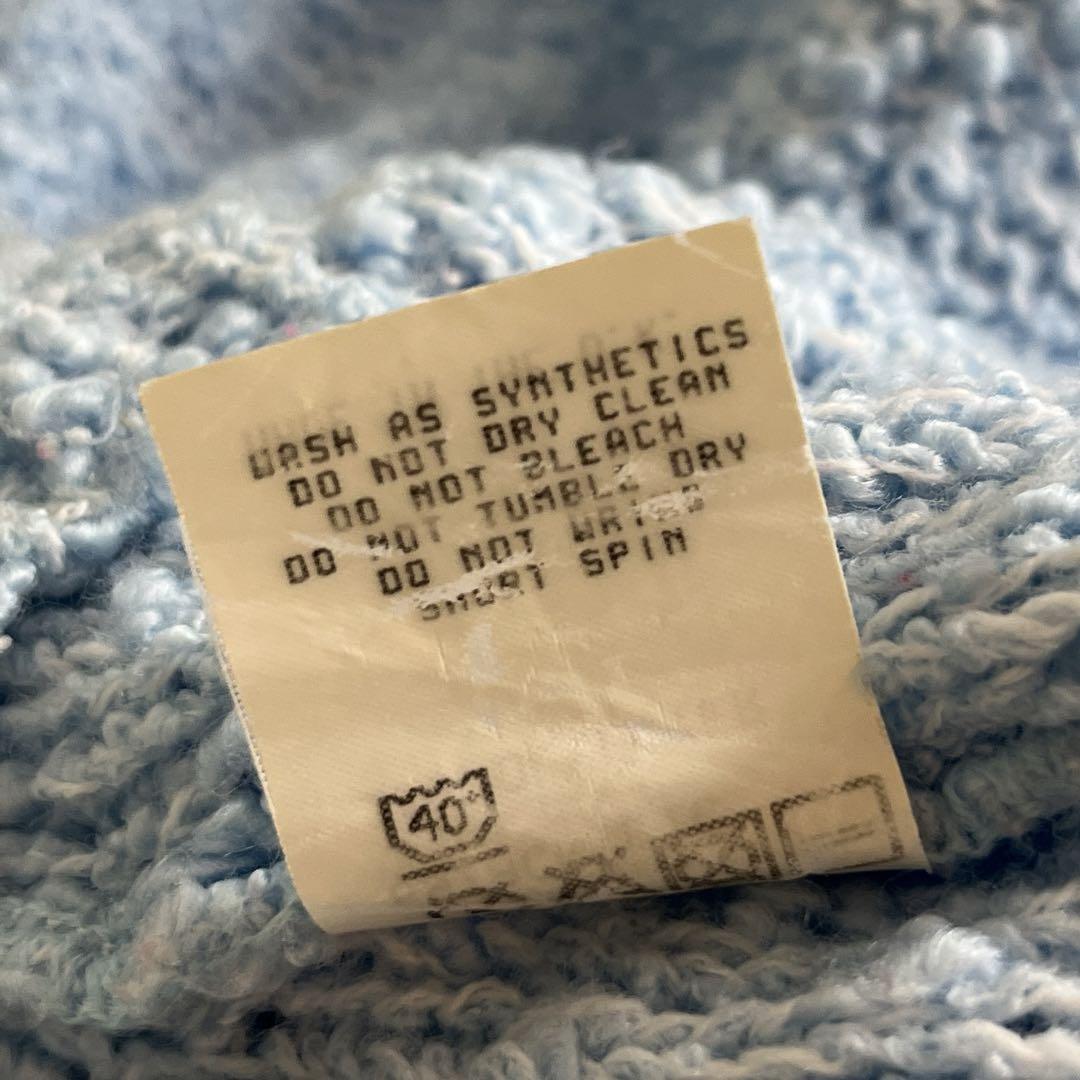 WASH AS SYNTHETICS
DO NOT DRY CLEAN
DO NOT BLEACH
DO NOT TUMBLE DRY
DO NOT WRING
SHORT SPIN
40°